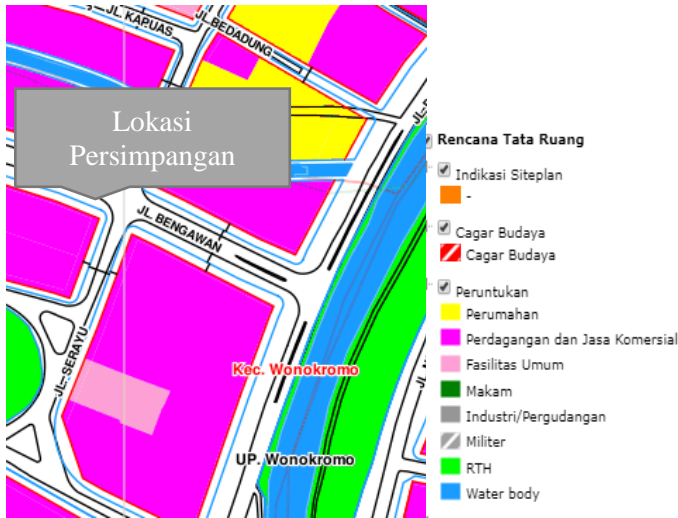 JL. KAPUAS
JL.BEDADUNG
Lokasi
Persimpangan
JL. BENGAWAN
JL. SERAYU
Kec. Wonokromo
UP. Wonokromo
Rencana Tata Ruang
Indikasi Siteplan
-
Cagar Budaya
Cagar Budaya
Peruntukan
Perumahan
Perdagangan dan Jasa Komersial
Fasilitas Umum
Makam
Industri/Pergudangan
Militer
RTH
Water body